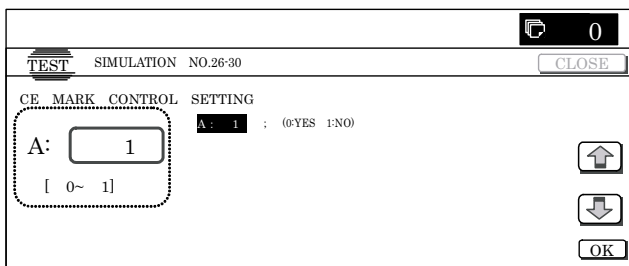 0
TEST SIMULATION NO.26-30 CLOSE
CE MARK CONTROL SETTING
A: 1 ; (0:YES 1:NO)
A: 1
[ 0~ 1]
OK